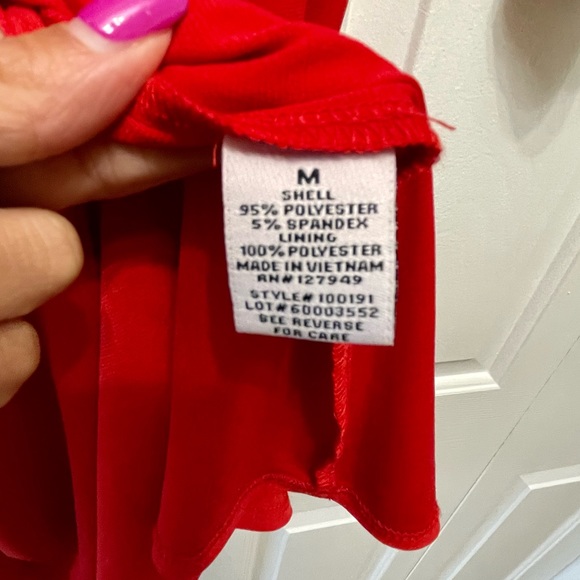 M
SHELL
95% POLYESTER
5% SPANDEX
LINING
100% POLYESTER
MADE IN VIETNAM
RN# 127949
STYLE# 100191
LOT# 60003552
SEE REVERSE
FOR CARE